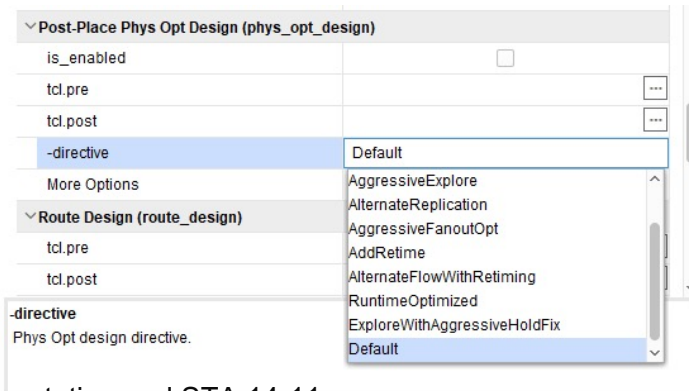 Post-Place Phys Opt Design (phys_opt_design)
is_enabled
tcl.pre
...
tcl.post
...
-directive Default
More Options
AggressiveExplore
AlternateReplication
AggressiveFanoutOpt
AddRetime
AlternateFlowWithRetiming
RuntimeOptimized
ExploreWithAggressiveHoldFix
Default
Route Design (route_design)
tcl.pre
tcl.post
-directive
Phys Opt design directive.